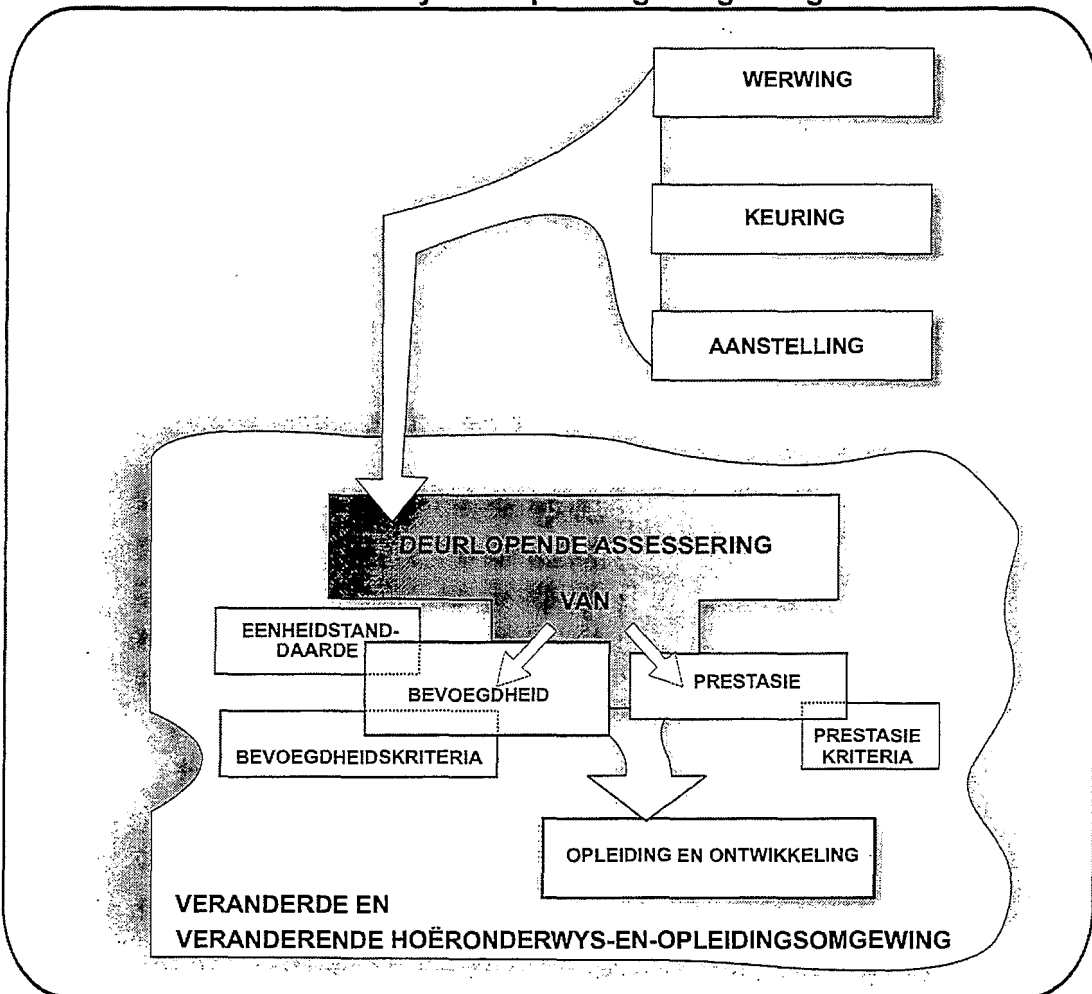 WERWING
KEURING
AANSTELLING
DEURLOPENDE ASSESSERING
VAN
EENHEIDSTAND-
DAARDE
BEVOEGDHEID
PRESTASIE
BEVOEGDHEIDSKRITERIA
PRESTASIE
KRITERIA
OPLEIDING EN ONTWIKKELING
VERANDERDE EN
VERANDERENDE HOËRONDERWYS-EN-OPLEIDINGSOMGEWING